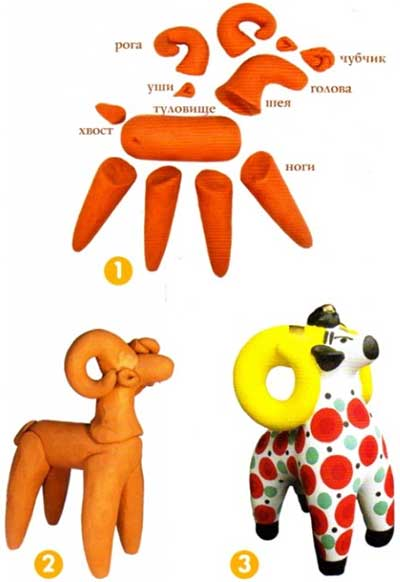 рога
чубчик
уши
голова
туловище
шея
хвост
ноги
1
2
3